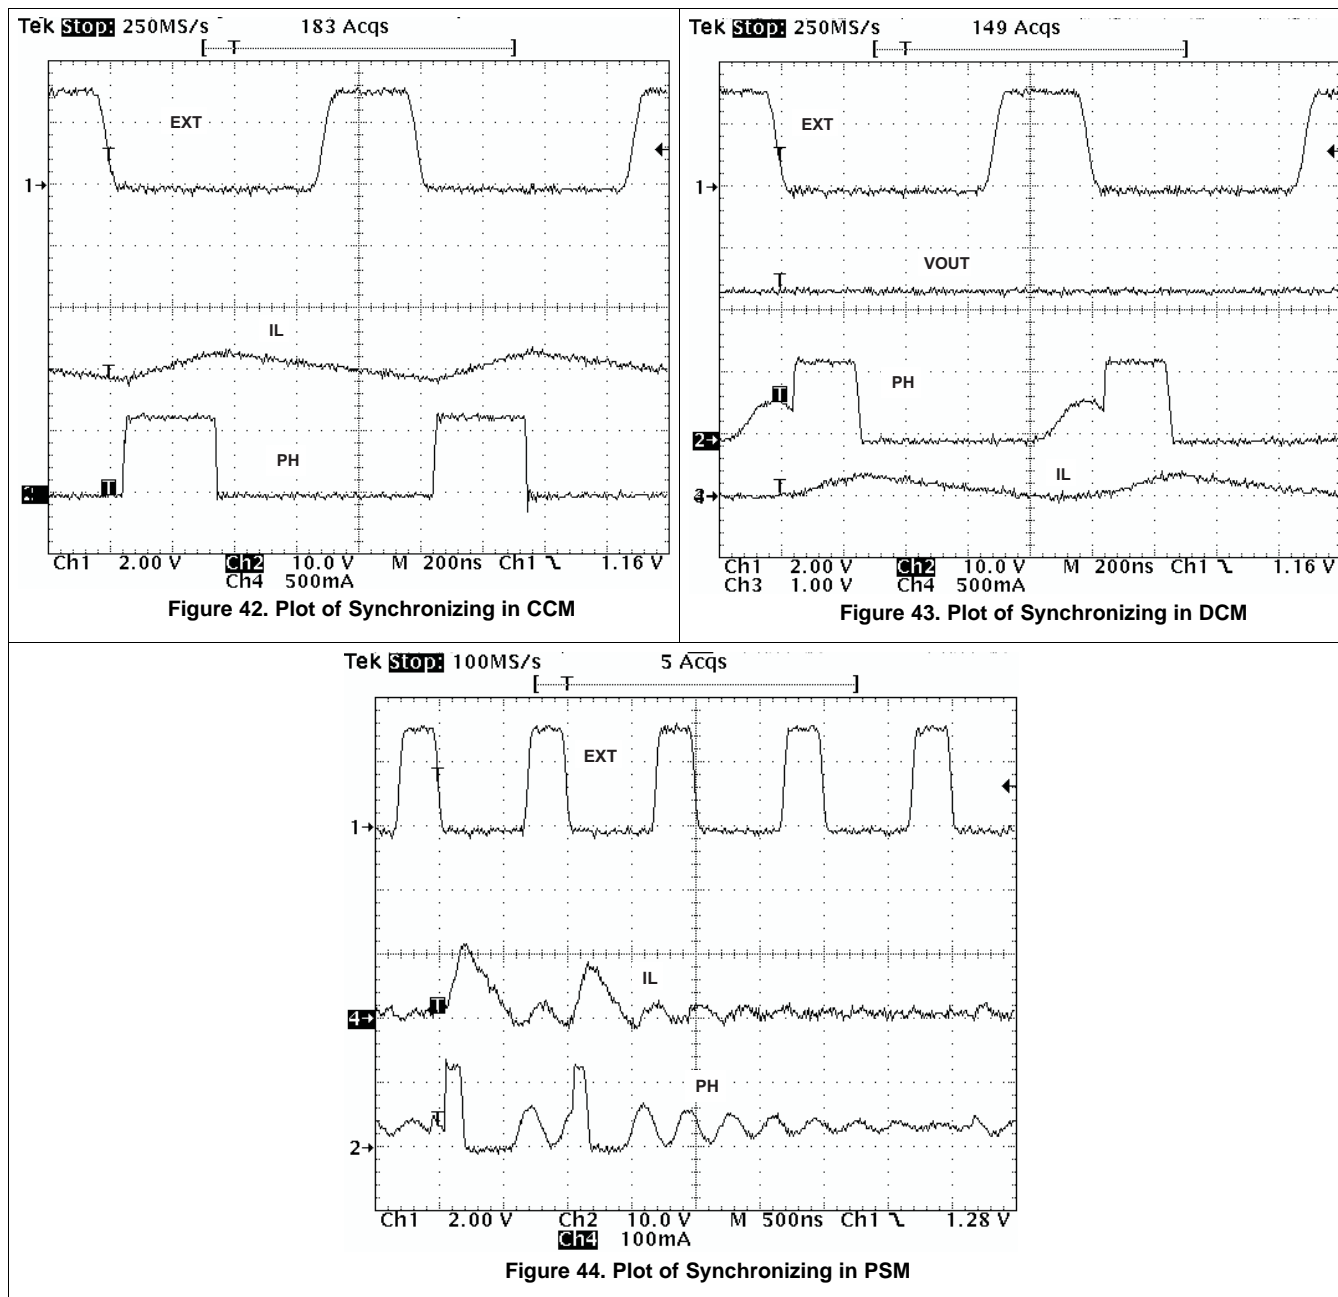 Tek Stop: 250MS/s 183 Acqs
T
EXT
T
1
IL
T
PH
T
Ch1 2.00 V Ch2 10.0 V M 200ns Ch1 1.16 V
Ch4 500mA
Figure 42. Plot of Synchronizing in CCM
Tek Stop: 250MS/s 149 Acqs
T
EXT
T
1
VOUT
T
PH
T
2
IL
T
Ch1 2.00 V Ch2 10.0 V M 200ns Ch1 1.16 V
Ch3 1.00 V Ch4 500mA
Figure 43. Plot of Synchronizing in DCM
Tek Stop: 100MS/s 5 Acqs
T
EXT
T
1
IL
T
4
PH
T
2
Ch1 2.00 V Ch2 10.0 V M 500ns Ch1 1.28 V
Ch4 100mA
Figure 44. Plot of Synchronizing in PSM